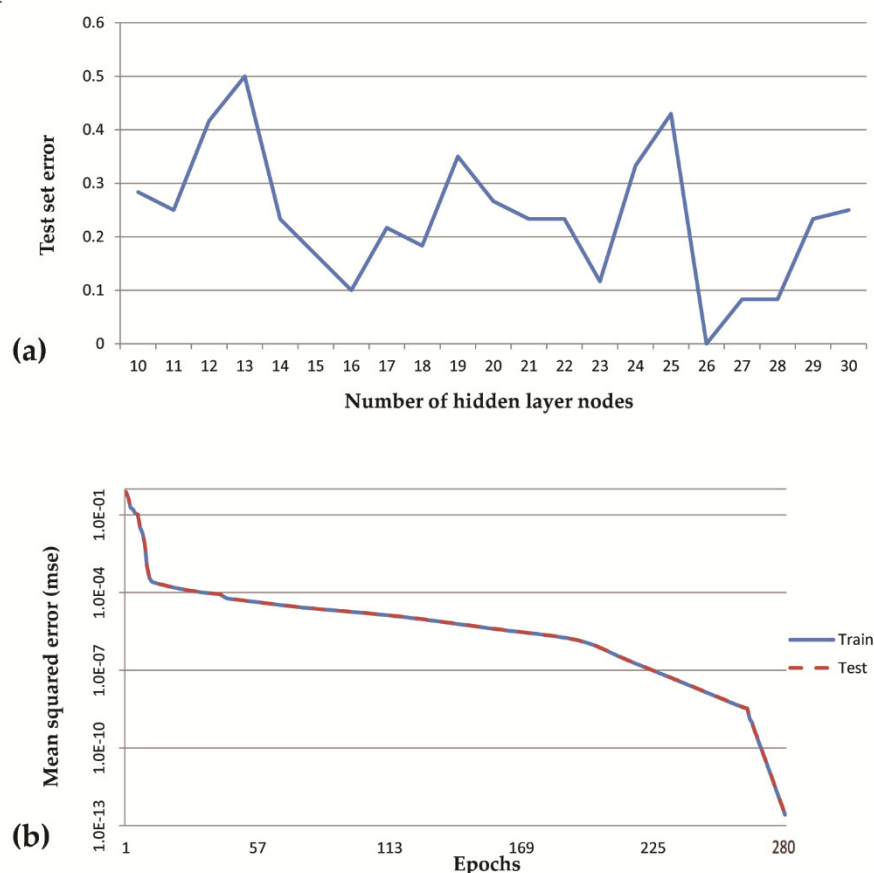 0.6
0.5
0.4
0.3
0.2
0.1
0
Test set error
(a)
10 11 12 13 14 15 16 17 18 19 20 21 22 23 24 25 26 27 28 29 30
Number of hidden layer nodes
1.0E-01
1.0E-04
1.0E-07
1.0E-10
1.0E-13
Mean squared error (mse)
Train
Test
(b)
1 57 113 169 225 280
Epochs